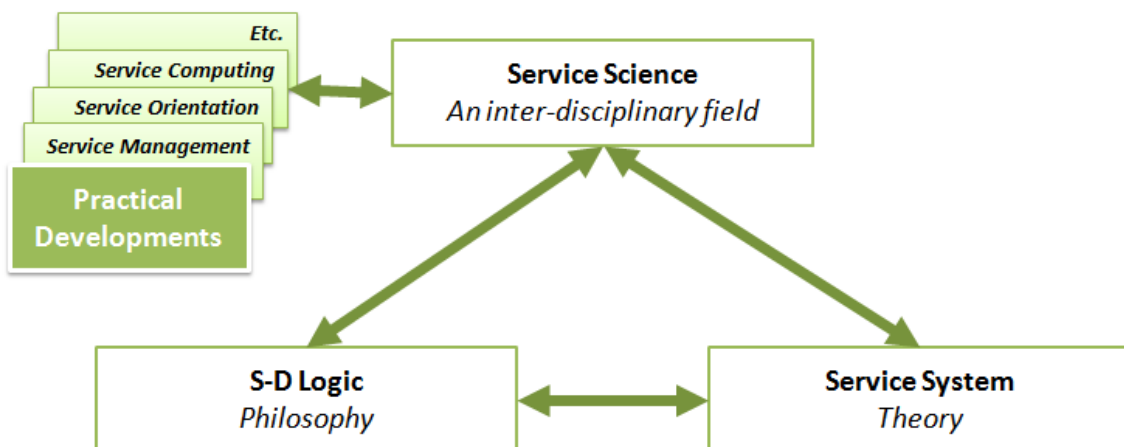 Etc.
Service Computing
Service Orientation
Service Management
Practical
Developments
Service Science
An inter-disciplinary field
S-D Logic
Philosophy
Service System
Theory